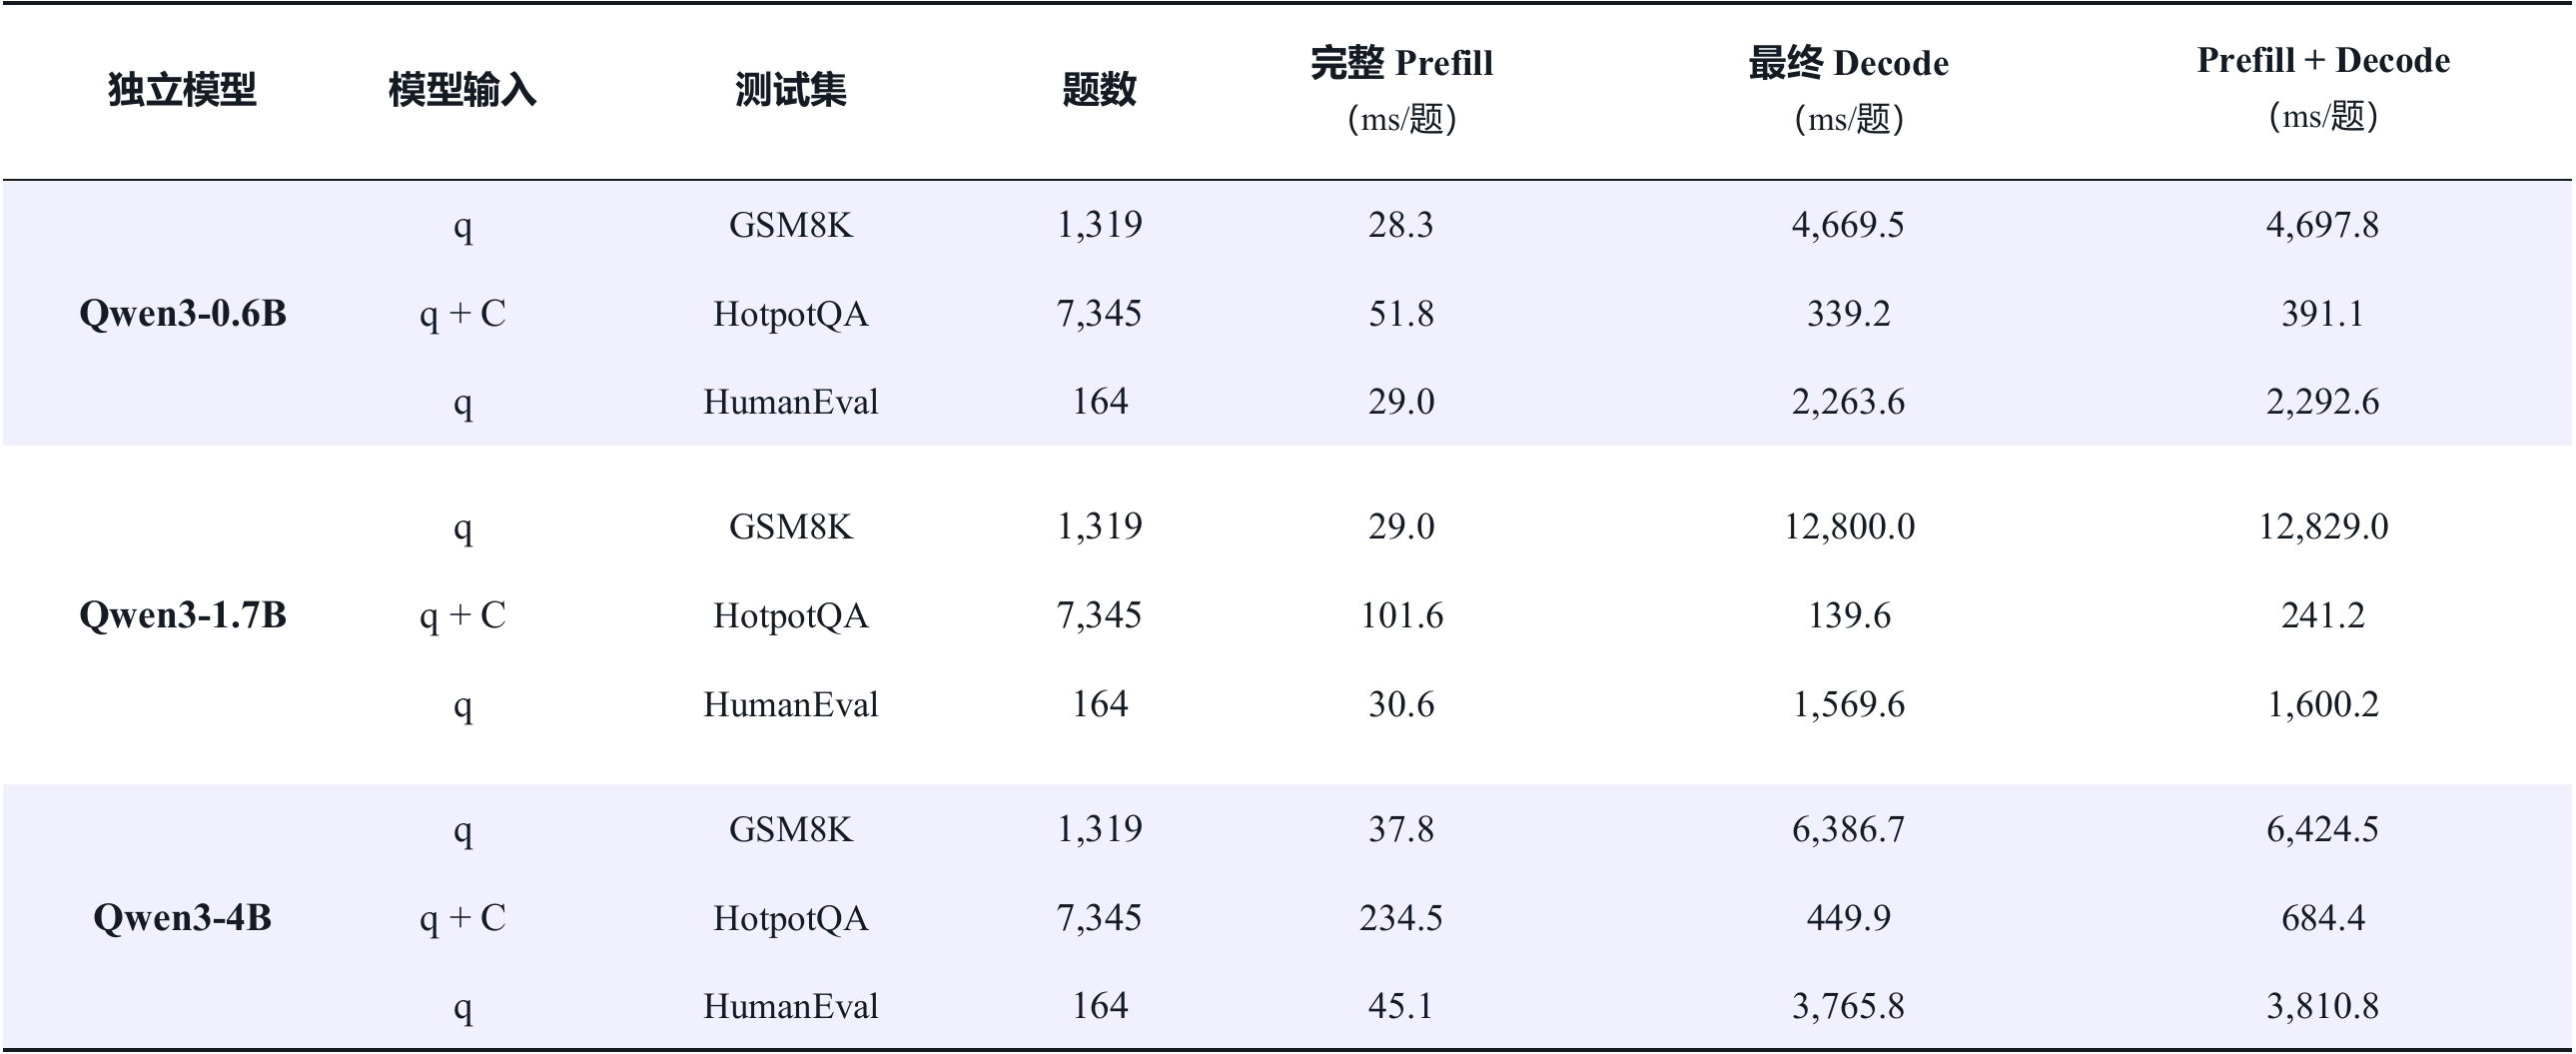 独立模型 模型输入 测试集 题数 完整 Prefill 最终 Decode Prefill + Decode
（ms/题） （ms/题） （ms/题）
q GSM8K 1,319 28.3 4,669.5 4,697.8
Qwen3-0.6B q + C HotpotQA 7,345 51.8 339.2 391.1
q HumanEval 164 29.0 2,263.6 2,292.6
q GSM8K 1,319 29.0 12,800.0 12,829.0
Qwen3-1.7B q + C HotpotQA 7,345 101.6 139.6 241.2
q HumanEval 164 30.6 1,569.6 1,600.2
q GSM8K 1,319 37.8 6,386.7 6,424.5
Qwen3-4B q + C HotpotQA 7,345 234.5 449.9 684.4
q HumanEval 164 45.1 3,765.8 3,810.8